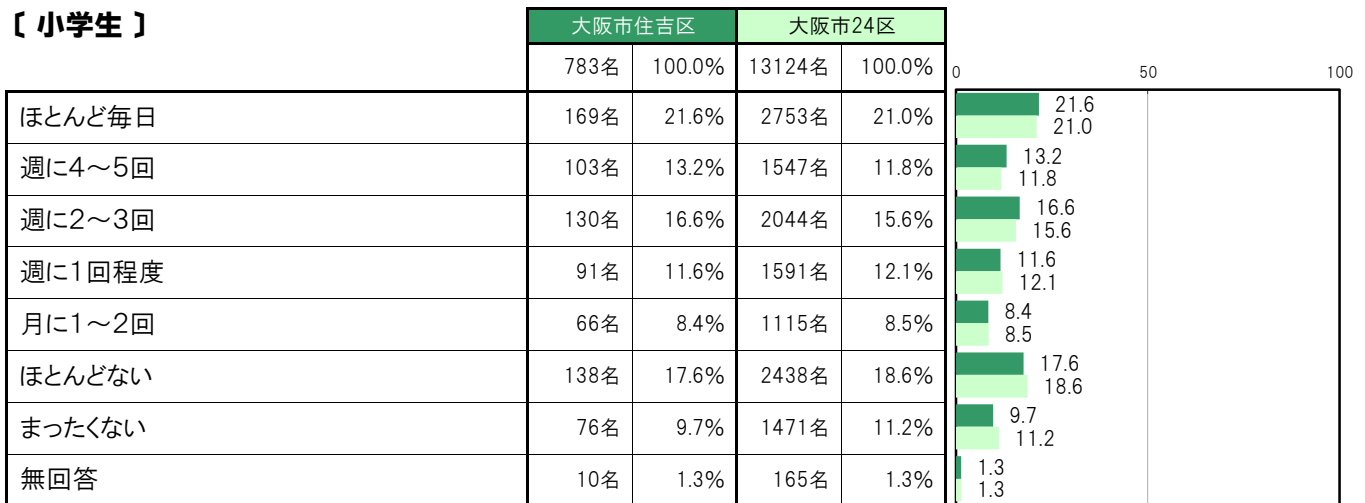 〔 小学生 〕
大阪市住吉区 大阪市24区
783名 100.0% 13124名 100.0%
0 50 100
ほとんど毎日 169名 21.6% 2753名 21.0% 21.6
21.0
週に4～5回 103名 13.2% 1547名 11.8% 13.2
11.8
週に2～3回 130名 16.6% 2044名 15.6% 16.6
15.6
週に1回程度 91名 11.6% 1591名 12.1% 11.6
12.1
月に1～2回 66名 8.4% 1115名 8.5% 8.4
8.5
ほとんどない 138名 17.6% 2438名 18.6% 17.6
18.6
まったくない 76名 9.7% 1471名 11.2% 9.7
11.2
無回答 10名 1.3% 165名 1.3% 1.3
1.3